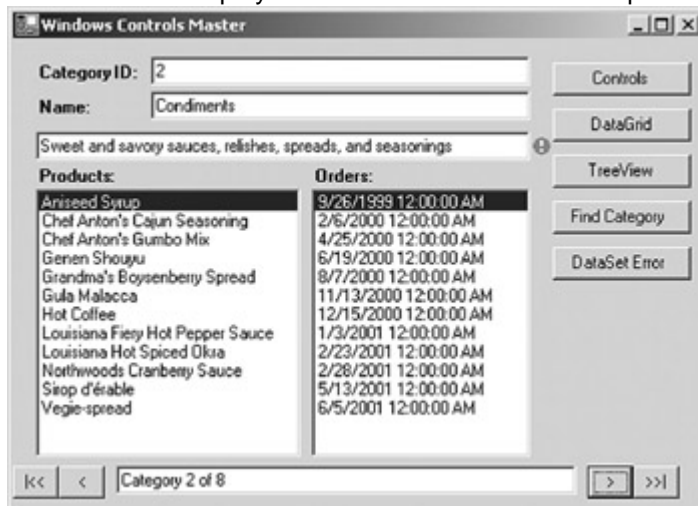 Windows Controls Master
Category ID: 2
Controls
Name: Condiments
DataGrid
Sweet and savory sauces, relishes, spreads, and seasonings
TreeView
Products: Orders:
Aniseed Syrup 9/26/1999 12:00:00 AM
Chef Anton's Cajun Seasoning 2/6/2000 12:00:00 AM
Find Category
Chef Anton's Gumbo Mix 4/25/2000 12:00:00 AM
Genen Shouyu 6/19/2000 12:00:00 AM
DataSet Error
Grandma's Boysenberry Spread 8/7/2000 12:00:00 AM
Gula Malacca 11/13/2000 12:00:00 AM
Hot Coffee 12/15/2000 12:00:00 AM
Louisiana Fiery Hot Pepper Sauce 1/3/2001 12:00:00 AM
Louisiana Hot Spiced Okra 2/23/2001 12:00:00 AM
Northwoods Cranberry Sauce 2/28/2001 12:00:00 AM
Sirop d'érable 5/13/2001 12:00:00 AM
Vegie-spread 6/5/2001 12:00:00 AM
|<< < Category 2 of 8 > >>|